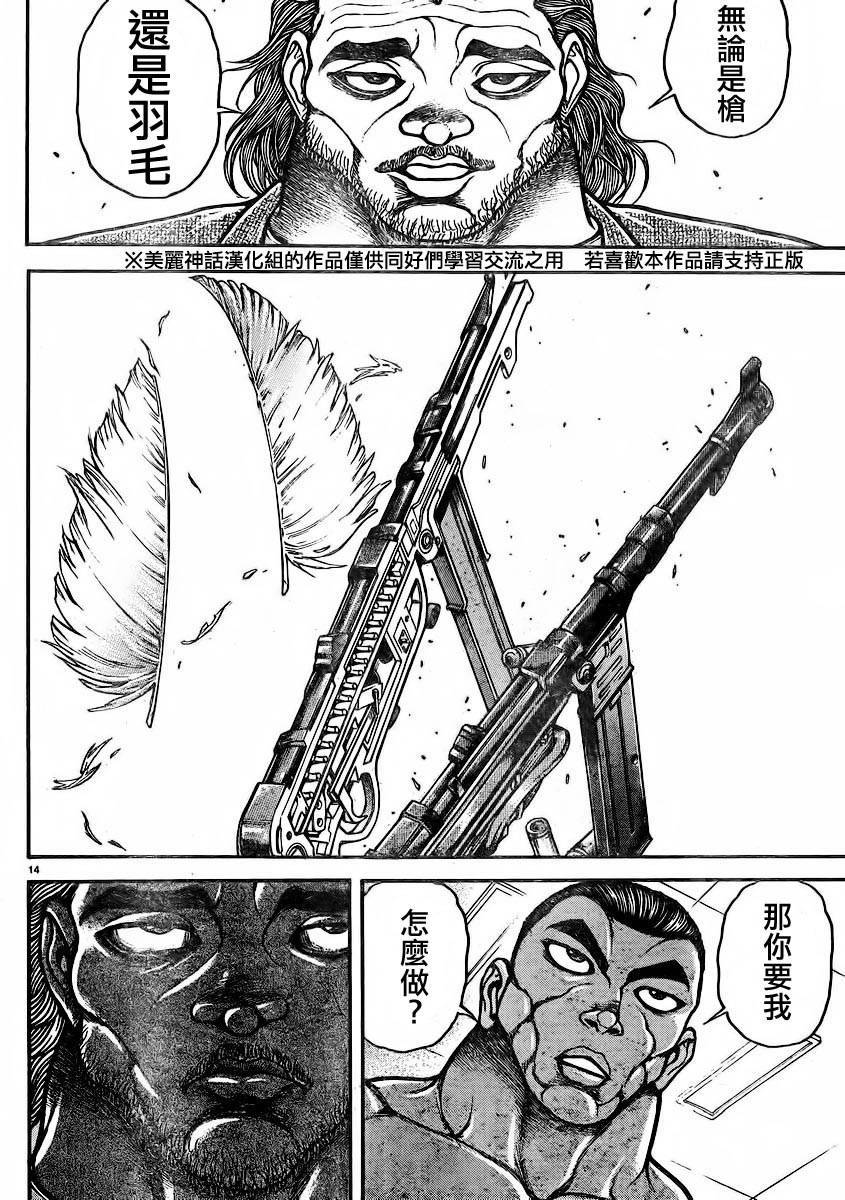 無論是槍
還是羽毛
※美麗神話漢化組的作品僅供同好們學習交流之用　若喜歡本作品請支持正版
14
那你要我
怎麼做？